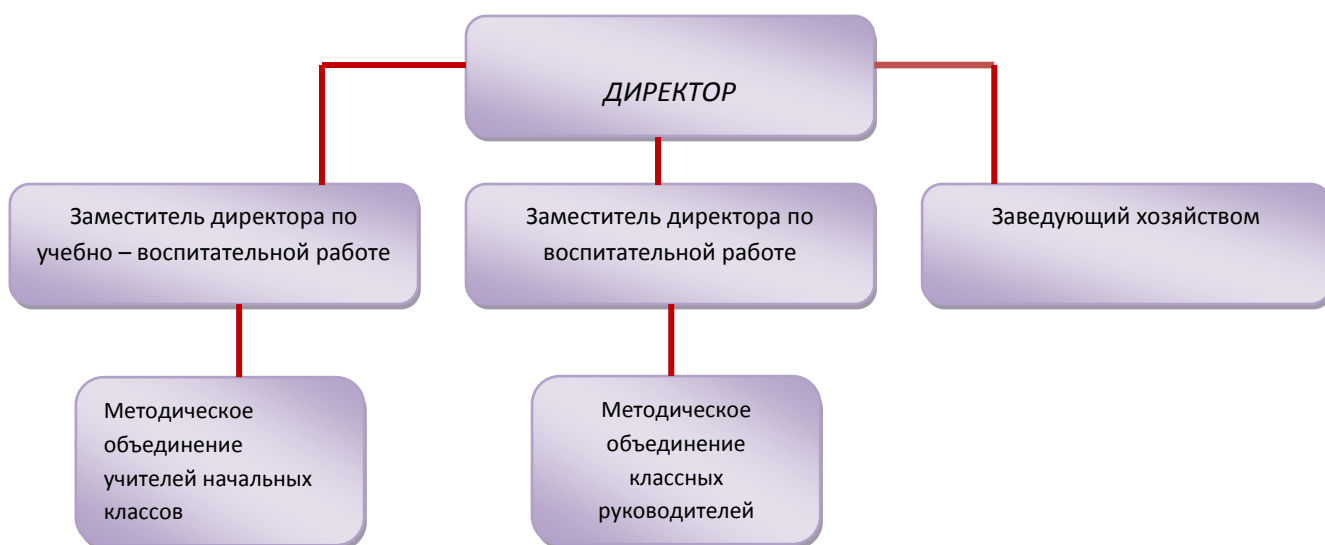 ДИРЕКТОР
Заместитель директора по
учебно – воспитательной работе
Заместитель директора по
воспитательной работе
Заведующий хозяйством
Методическое
объединение
учителей начальных
классов
Методическое
объединение
классных
руководителей